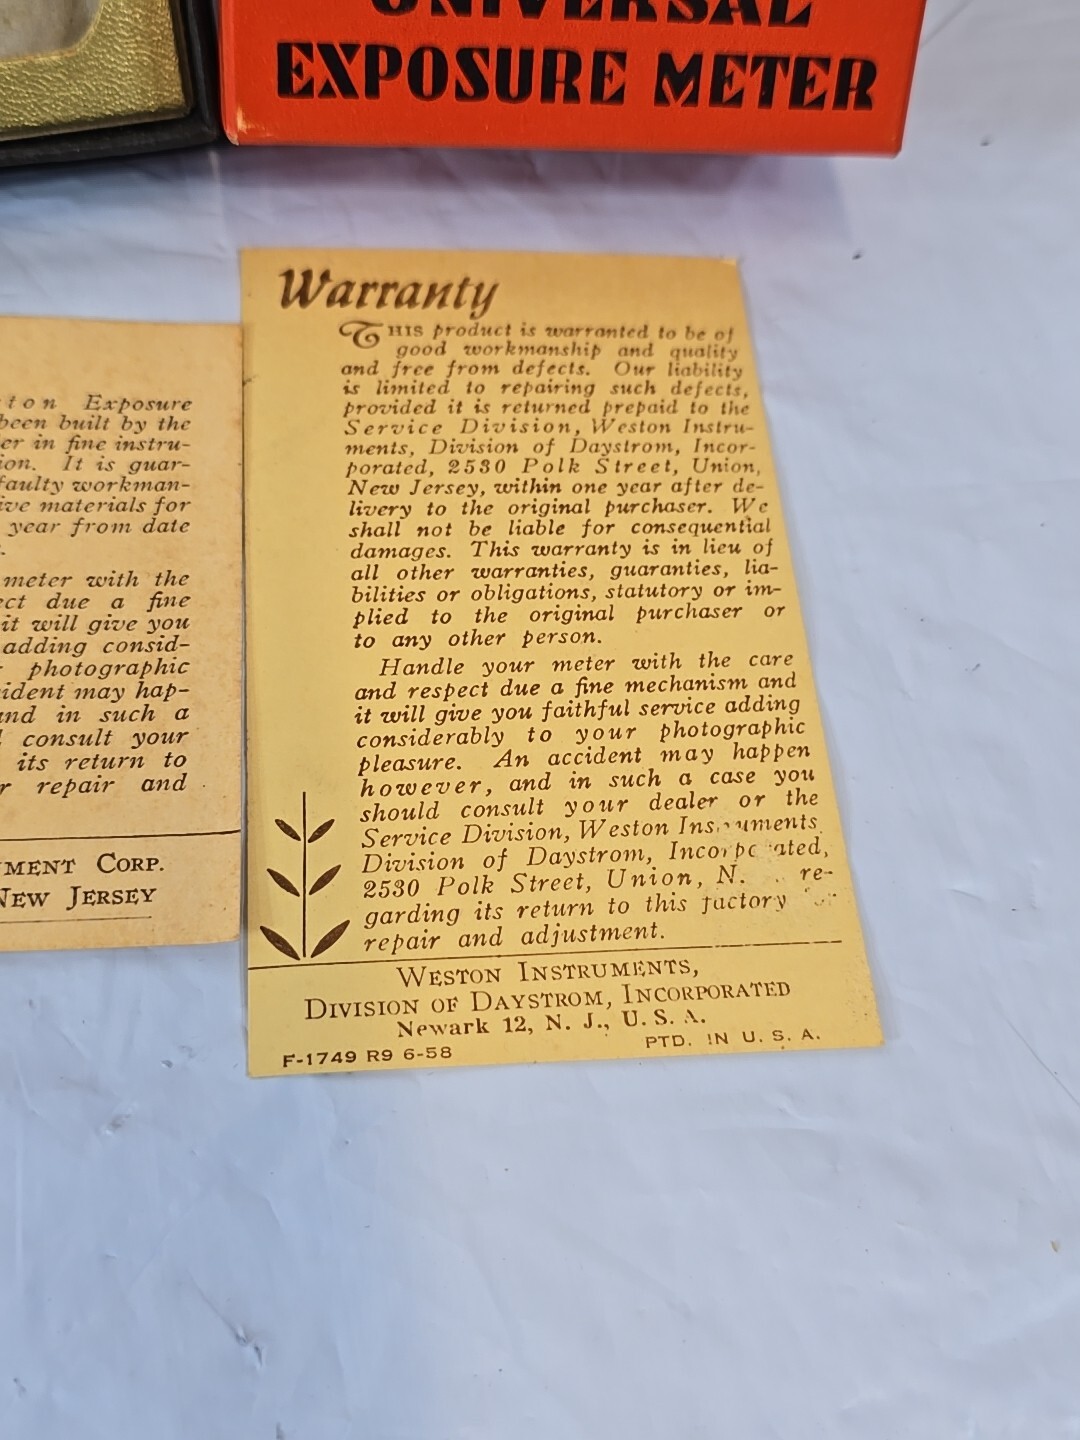 UNIVERSAL
EXPOSURE METER
ton Exposure
been built by the
er in fine instru-
ion. It is guar-
faulty workman-
ive materials for
year from date
meter with the
ect due a fine
it will give you
adding consid-
photographic
ident may hap-
and in such a
consult your
its return to
r repair and
MENT CORP.
NEW JERSEY
Warranty
THIS product is warranted to be of
good workmanship and quality
and free from defects. Our liability
is limited to repairing such defects,
provided it is returned prepaid to the
Service Division, Weston Instru-
ments, Division of Daystrom, Incor-
porated, 2530 Polk Street, Union,
New Jersey, within one year after de-
livery to the original purchaser. We
shall not be liable for consequential
damages. This warranty is in lieu of
all other warranties, guaranties, lia-
bilities or obligations, statutory or im-
plied to the original purchaser or
to any other person.
Handle your meter with the care
and respect due a fine mechanism and
it will give you faithful service adding
considerably to your photographic
pleasure. An accident may happen
however, and in such a case you
should consult your dealer or the
Service Division, Weston Ins uments
Division of Daystrom, Incorpo ated,
2530 Polk Street, Union, N. re-
garding its return to this factory
repair and adjustment.
WESTON INSTRUMENTS,
DIVISION OF DAYSTROM, INCORPORATED
Newark 12, N. J., U. S. A.
F-1749 R9 6-58
PTD. IN U. S. A.